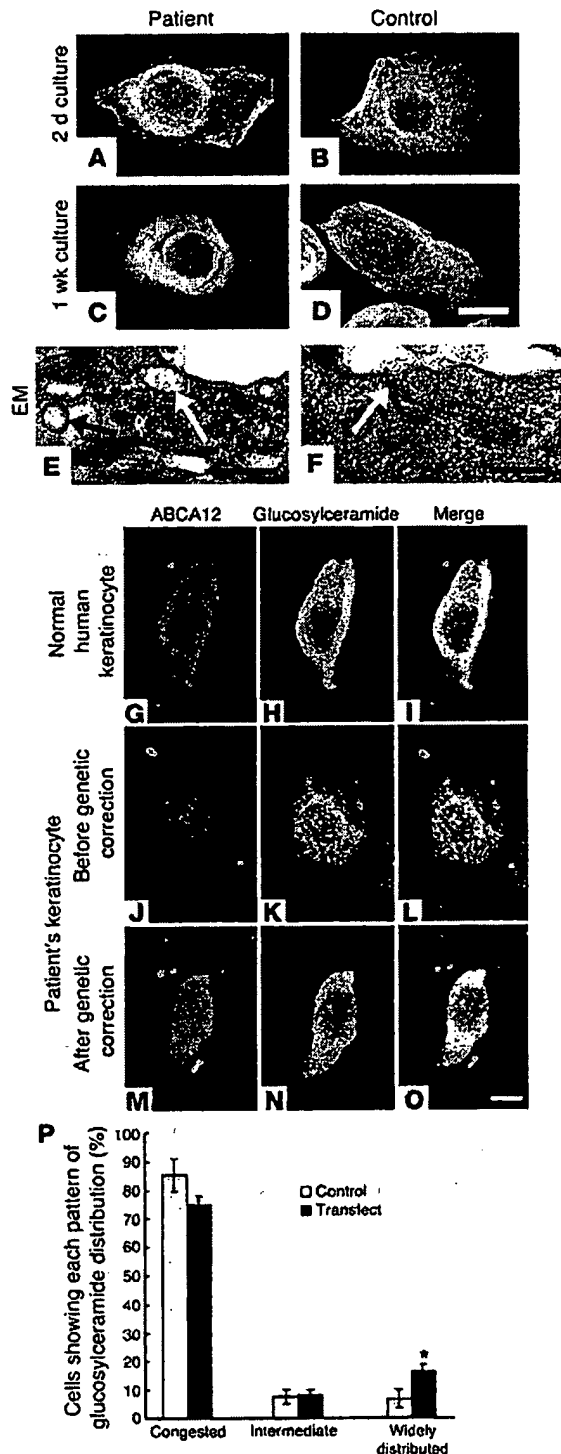 Patient Control
2 d culture
A B
1 wk culture
C D
EM
E F
ABCA12 Glucosylceramide Merge
Normal human keratinocyte
G H I
Patient's keratinocyte
Before genetic correction
J K L
After genetic correction
M N O
P
Cells showing each pattern of
glucosylceramide distribution (%)
100
90
80
70
60
50
40
30
20
10
0
Control
Transfect
*
Congested Intermediate Widely
distributed